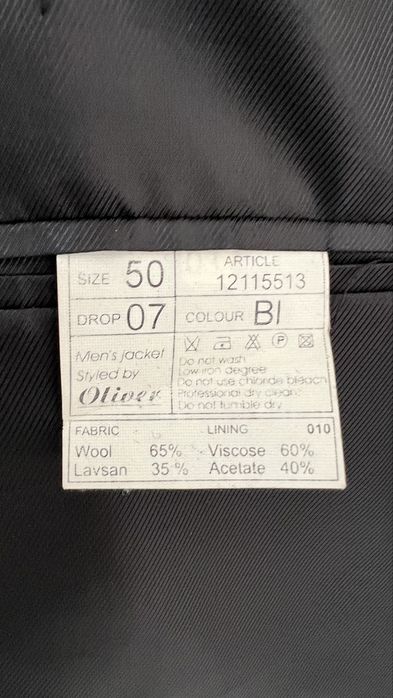 SIZE 50
ARTICLE
12115513
DROP 07
COLOUR BI
Men's jacket
Styled by
Oliver
Do not wash
Low iron degree
Do not use chloride bleach
Professional dry clean
Do not tumble dry
FABRIC LINING 010
Wool 65% Viscose 60%
Lavsan 35% Acetate 40%